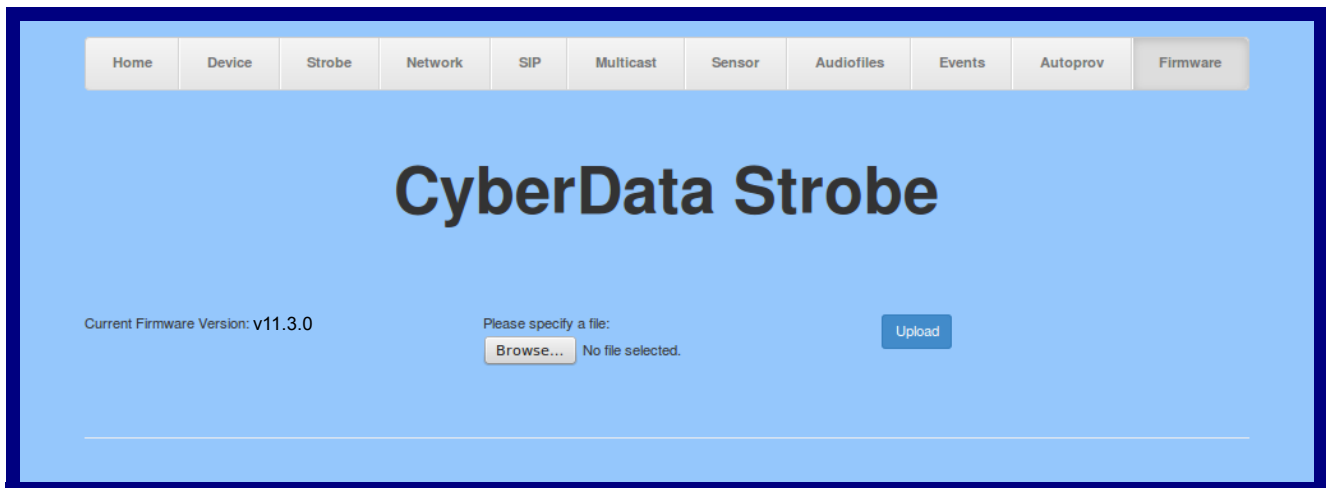 Home Device Strobe Network SIP Multicast Sensor Audiofiles Events Autoprov Firmware
CyberData Strobe
Current Firmware Version: v11.3.0
Please specify a file:
Browse... No file selected.
Upload